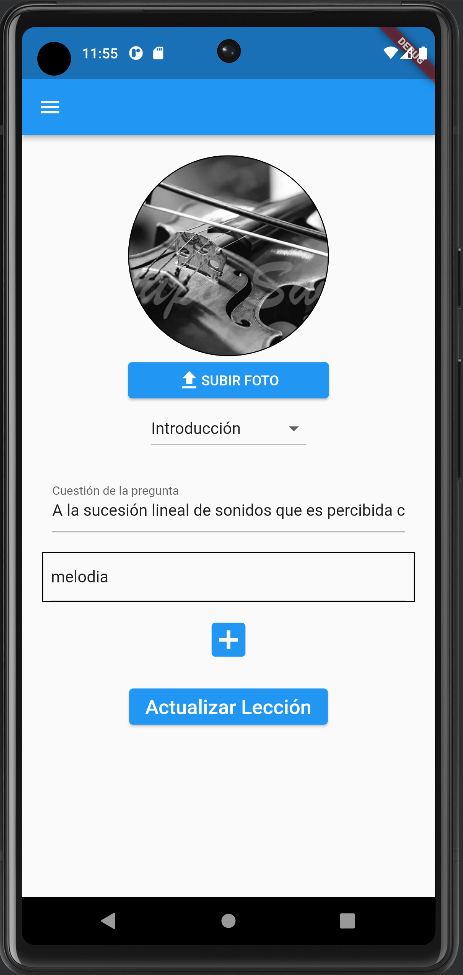 11:55
DEBUG
SUBIR FOTO
Introducción
Cuestión de la pregunta
A la sucesión lineal de sonidos que es percibida c
melodia
Actualizar Lección